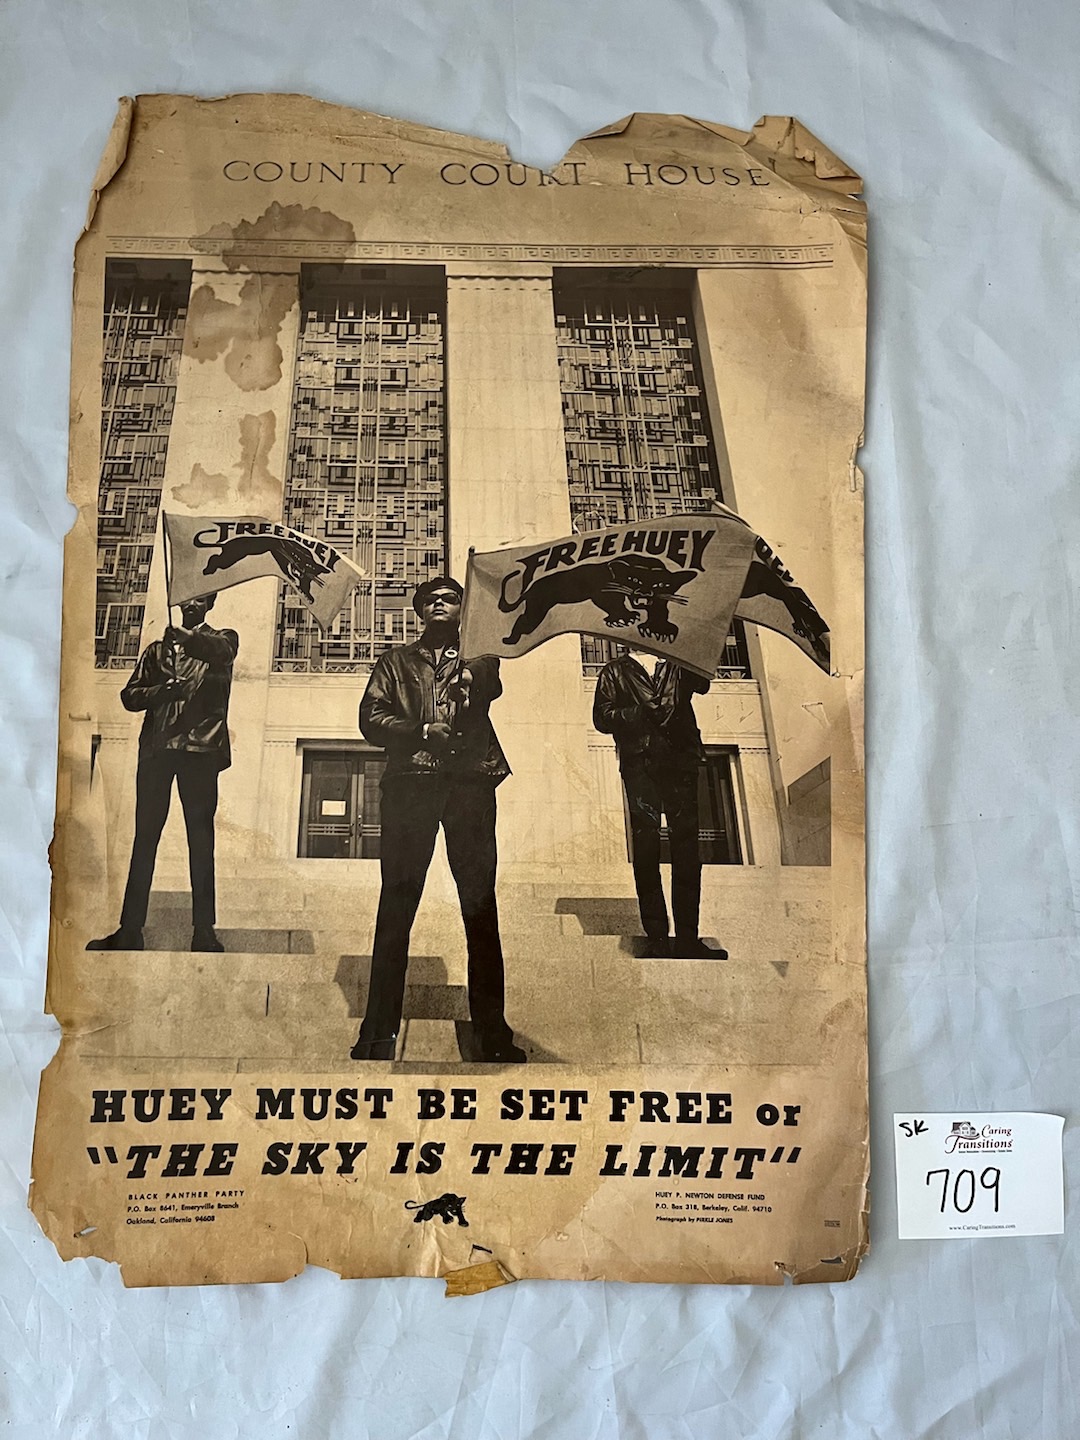 COUNTY COURT HOUSE
FREE HUEY
FREE HUEY
HUEY MUST BE SET FREE or
"THE SKY IS THE LIMIT"
BLACK PANTHER PARTY
P.O. Box 8641, Emeryville Branch
Oakland, California 94608
HUEY P. NEWTON DEFENSE FUND
P.O. Box 318, Berkeley, Calif. 94710
Photograph by PIRKLE JONES
SK
Caring
Transitions
709
www.CaringTransitions.com